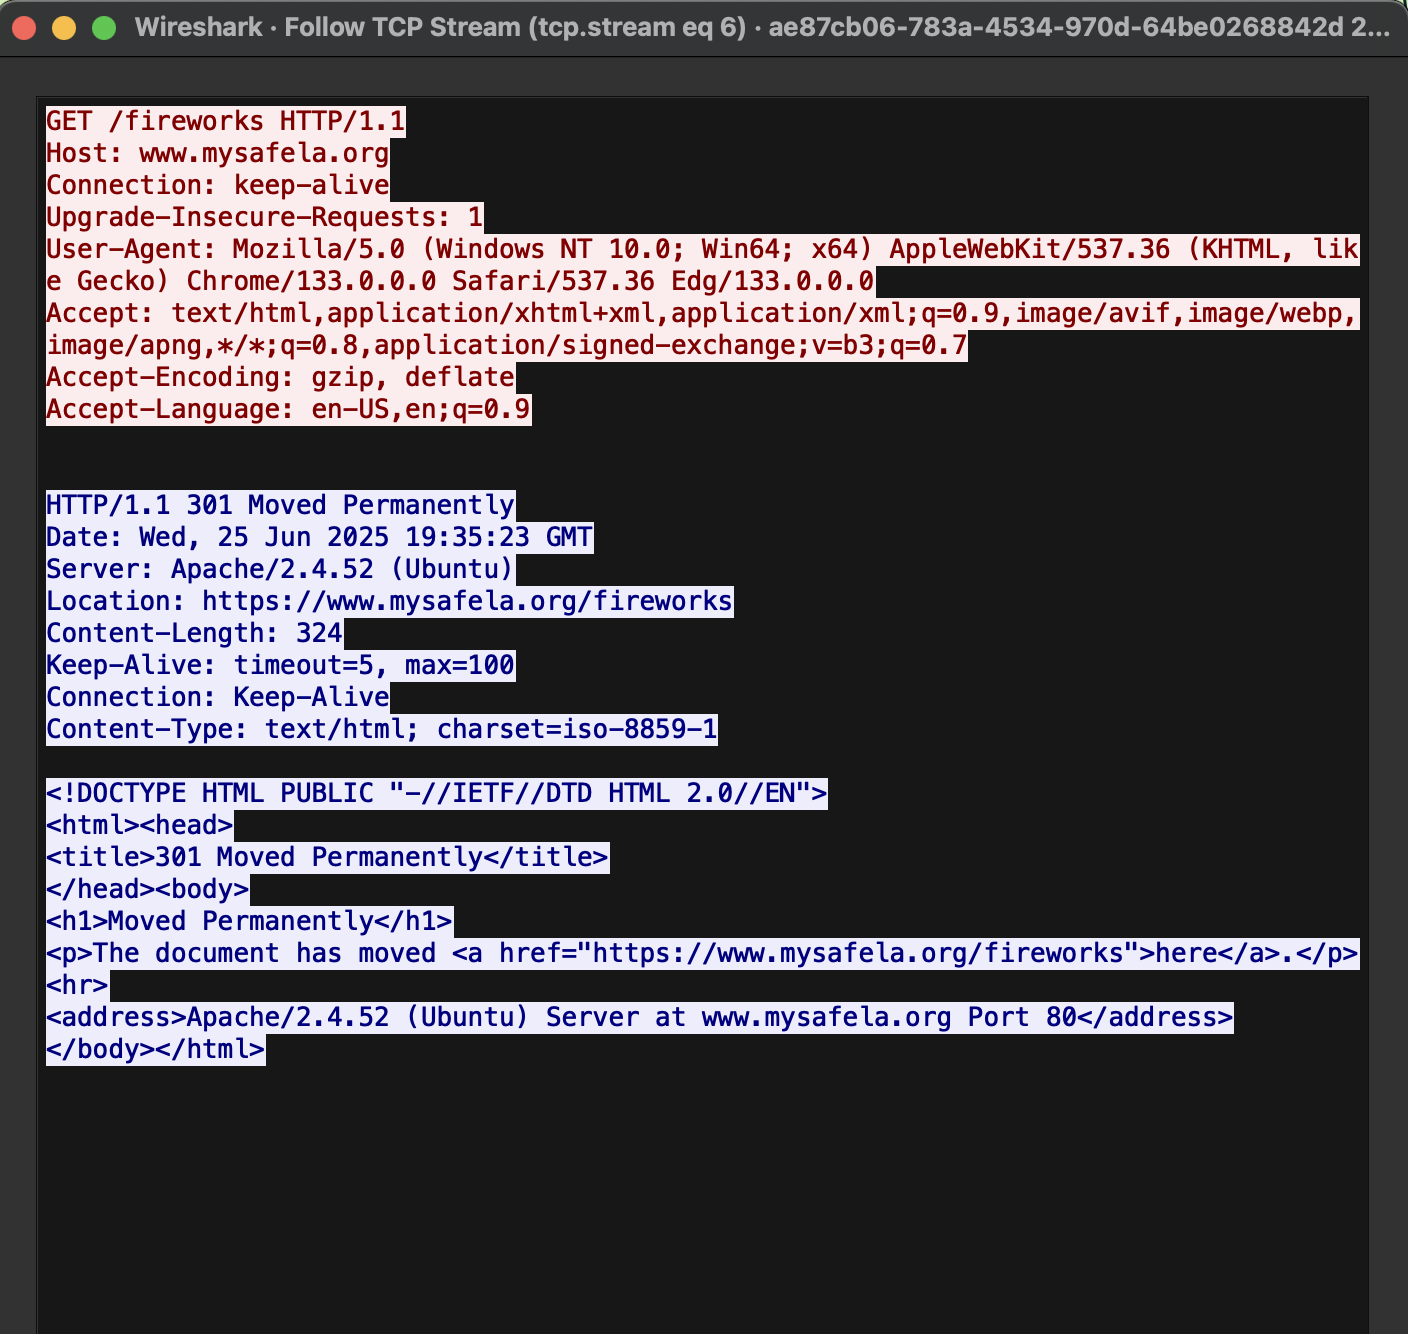 Wireshark · Follow TCP Stream (tcp.stream eq 6) · ae87cb06-783a-4534-970d-64be0268842d 2...
GET /fireworks HTTP/1.1
Host: www.mysafela.org
Connection: keep-alive
Upgrade-Insecure-Requests: 1
User-Agent: Mozilla/5.0 (Windows NT 10.0; Win64; x64) AppleWebKit/537.36 (KHTML, lik
e Gecko) Chrome/133.0.0.0 Safari/537.36 Edg/133.0.0.0
Accept: text/html,application/xhtml+xml,application/xml;q=0.9,image/avif,image/webp,
image/apng,*/*;q=0.8,application/signed-exchange;v=b3;q=0.7
Accept-Encoding: gzip, deflate
Accept-Language: en-US,en;q=0.9
HTTP/1.1 301 Moved Permanently
Date: Wed, 25 Jun 2025 19:35:23 GMT
Server: Apache/2.4.52 (Ubuntu)
Location: https://www.mysafela.org/fireworks
Content-Length: 324
Keep-Alive: timeout=5, max=100
Connection: Keep-Alive
Content-Type: text/html; charset=iso-8859-1
<!DOCTYPE HTML PUBLIC "-//IETF//DTD HTML 2.0//EN">
<html><head>
<title>301 Moved Permanently</title>
</head><body>
<h1>Moved Permanently</h1>
<p>The document has moved <a href="https://www.mysafela.org/fireworks">here</a>.</p>
<hr>
<address>Apache/2.4.52 (Ubuntu) Server at www.mysafela.org Port 80</address>
</body></html>